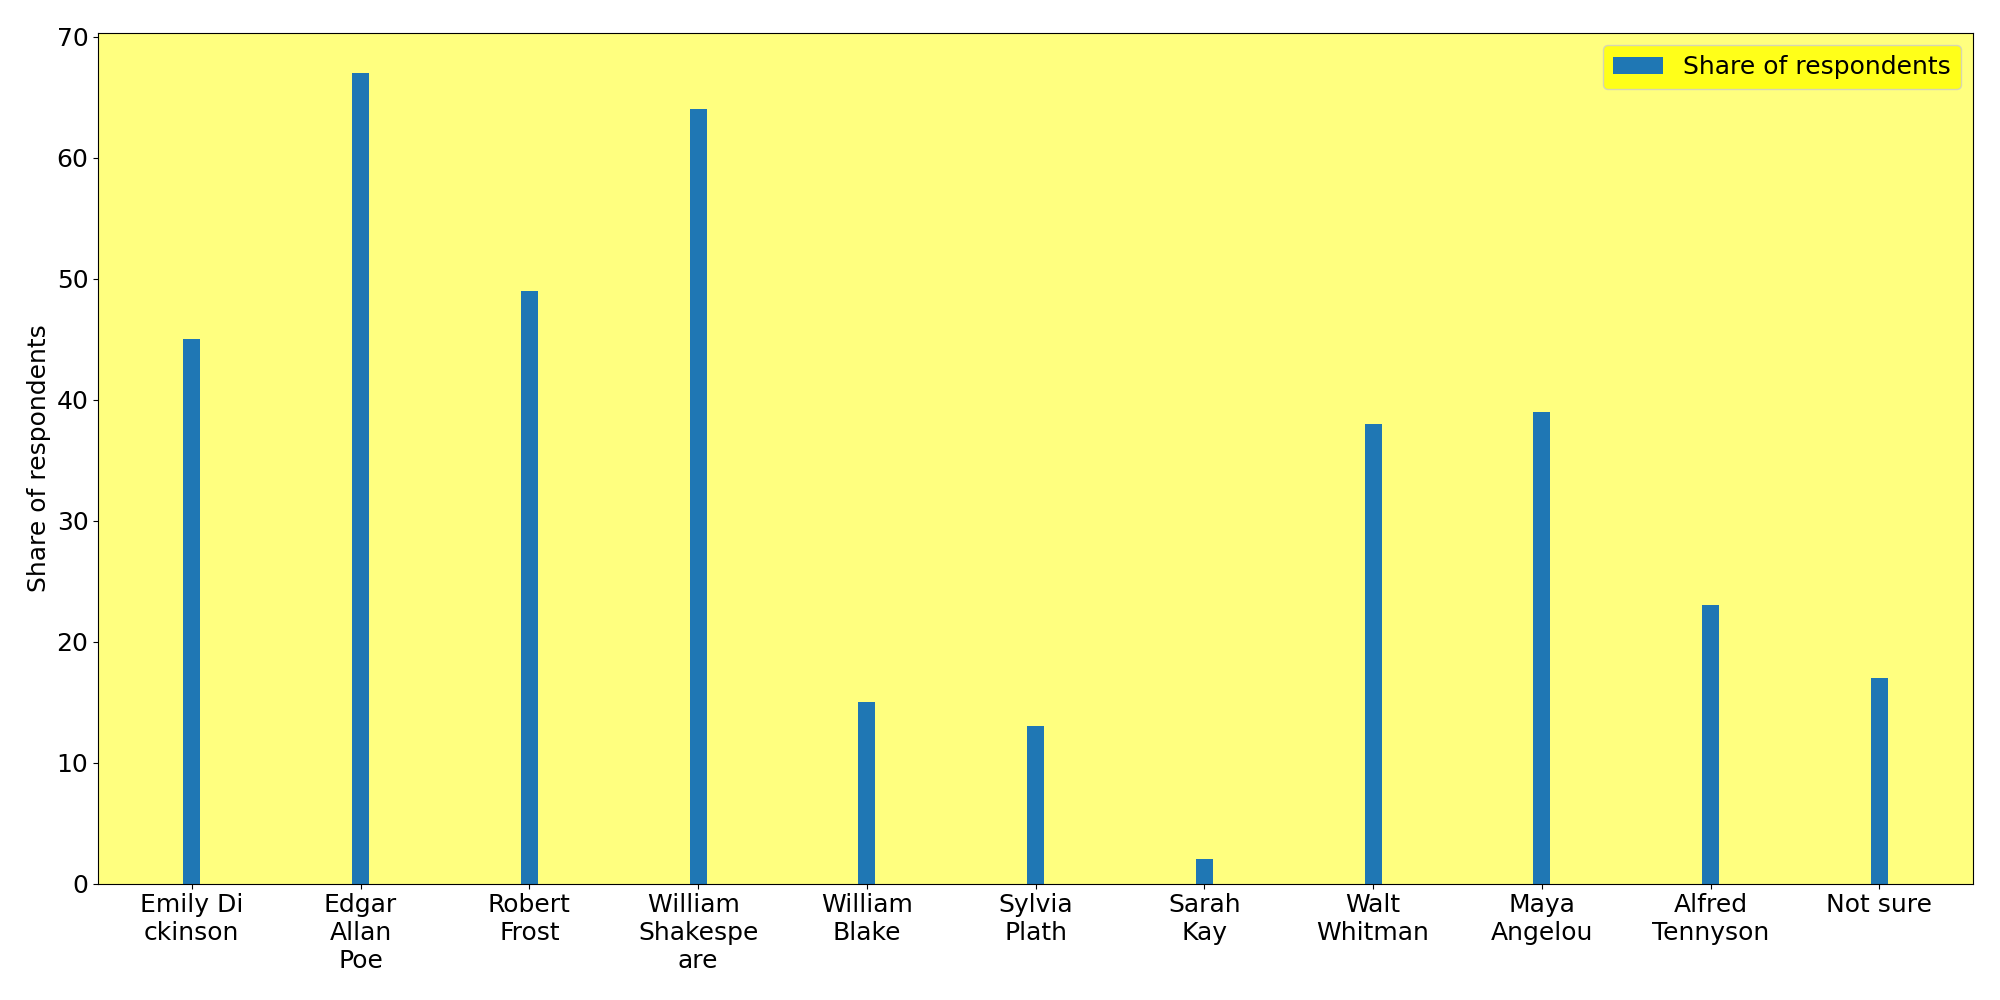 70
60
50
40
30
20
10
0
Share of respondents
Share of respondents
Emily Di
ckinson
Edgar
Allan
Poe
Robert
Frost
William
Shakespe
are
William
Blake
Sylvia
Plath
Sarah
Kay
Walt
Whitman
Maya
Angelou
Alfred
Tennyson
Not sure